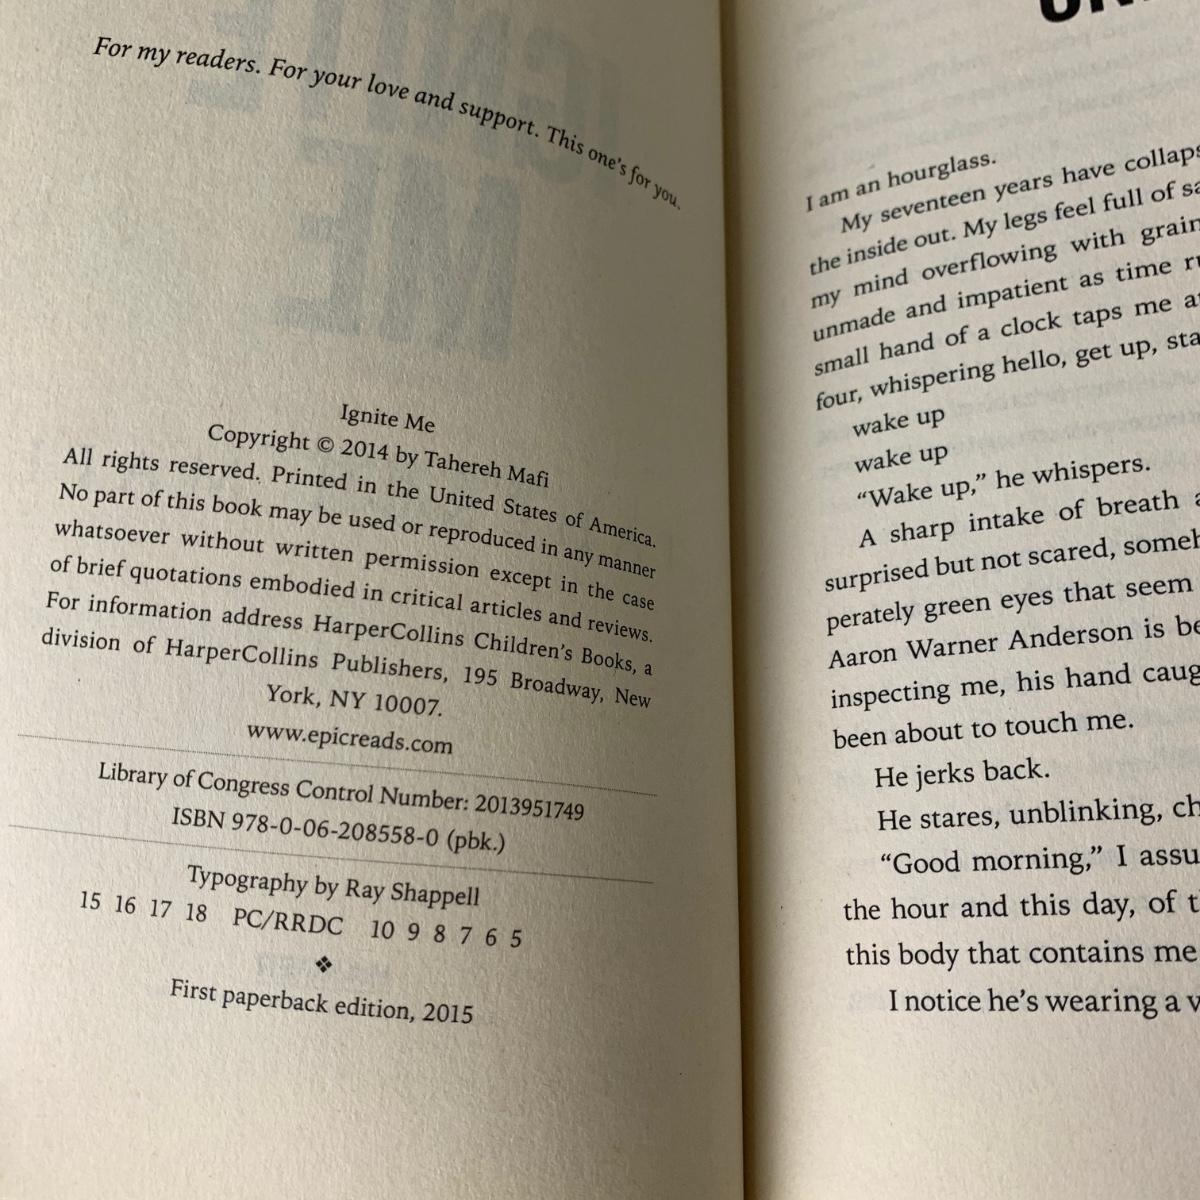 For my readers. For your love and support. This one's for you.
Ignite Me
Copyright © 2014 by Tahereh Mafi
All rights reserved. Printed in the United States of America.
No part of this book may be used or reproduced in any manner
whatsoever without written permission except in the case
of brief quotations embodied in critical articles and reviews.
For information address HarperCollins Children's Books, a
division of HarperCollins Publishers, 195 Broadway, New
York, NY 10007.
www.epicreads.com
Library of Congress Control Number: 2013951749
ISBN 978-0-06-208558-0 (pbk.)
Typography by Ray Shappell
15 16 17 18 PC/RRDC 10 9 8 7 6 5
❖
First paperback edition, 2015
I am an hourglass.
My seventeen years have collaps
the inside out. My legs feel full of sa
my mind overflowing with grain
unmade and impatient as time ru
small hand of a clock taps me at
four, whispering hello, get up, sta
wake up
wake up
“Wake up,” he whispers.
A sharp intake of breath a
surprised but not scared, someh
perately green eyes that seem
Aaron Warner Anderson is be
inspecting me, his hand caug
been about to touch me.
He jerks back.
He stares, unblinking, ch
“Good morning,” I assu
the hour and this day, of t
this body that contains me
I notice he's wearing a w